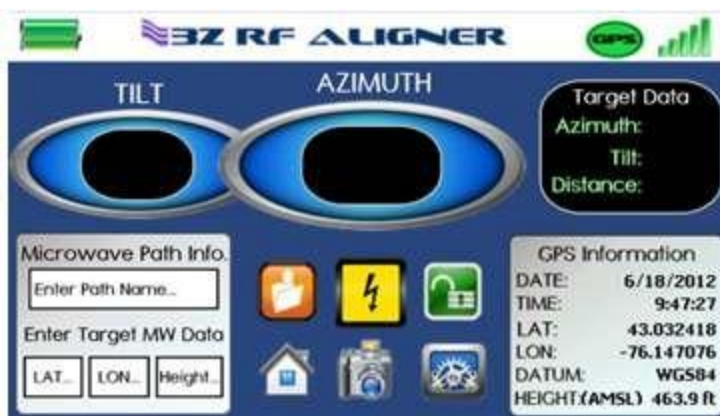 3Z RF ALIGNER
GPS
TILT
AZIMUTH
Target Data
Azimuth:
Tilt:
Distance:
Microwave Path Info.
Enter Path Name...
Enter Target MW Data
LAT... LON... Height...
GPS Information
DATE: 6/18/2012
TIME: 9:47:27
LAT: 43.032418
LON: -76.147076
DATUM: WGS84
HEIGHT:(AMSL) 463.9 ft